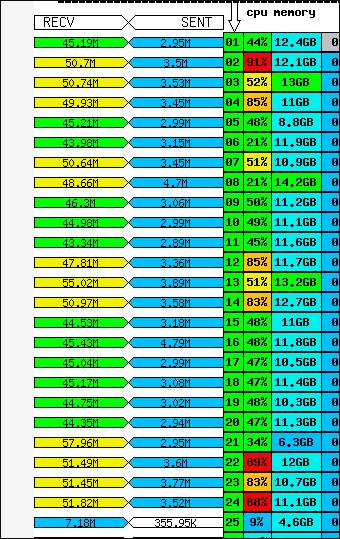 cpu memory
RECV SENT
45.19M 2.95M 01 44% 12.4GB 0
50.7M 3.5M 02 91% 12.1GB 0
50.74M 3.53M 03 52% 13GB 0
49.93M 3.45M 04 85% 11GB 0
45.21M 2.99M 05 48% 8.8GB 0
43.98M 3.15M 06 21% 11.9GB 0
50.64M 3.45M 07 51% 10.9GB 0
48.66M 4.7M 08 21% 14.2GB 0
46.3M 3.06M 09 50% 11.2GB 0
44.98M 2.99M 10 49% 11.1GB 0
43.34M 2.89M 11 45% 11.6GB 0
47.81M 3.36M 12 85% 11.7GB 0
55.02M 3.89M 13 51% 13.2GB 0
50.97M 3.58M 14 83% 12.7GB 0
44.53M 3.18M 15 48% 11GB 0
45.43M 4.79M 16 48% 11.8GB 0
45.04M 2.99M 17 47% 10.5GB 0
45.17M 3.08M 18 47% 11.4GB 0
44.75M 3.02M 19 48% 10.3GB 0
44.35M 2.94M 20 47% 11.3GB 0
57.96M 2.95M 21 34% 6.3GB 0
51.49M 3.6M 22 89% 12GB 0
51.45M 3.77M 23 83% 10.7GB 0
51.82M 3.52M 24 88% 11.1GB 0
7.18M 355.95K 25 9% 4.6GB 0